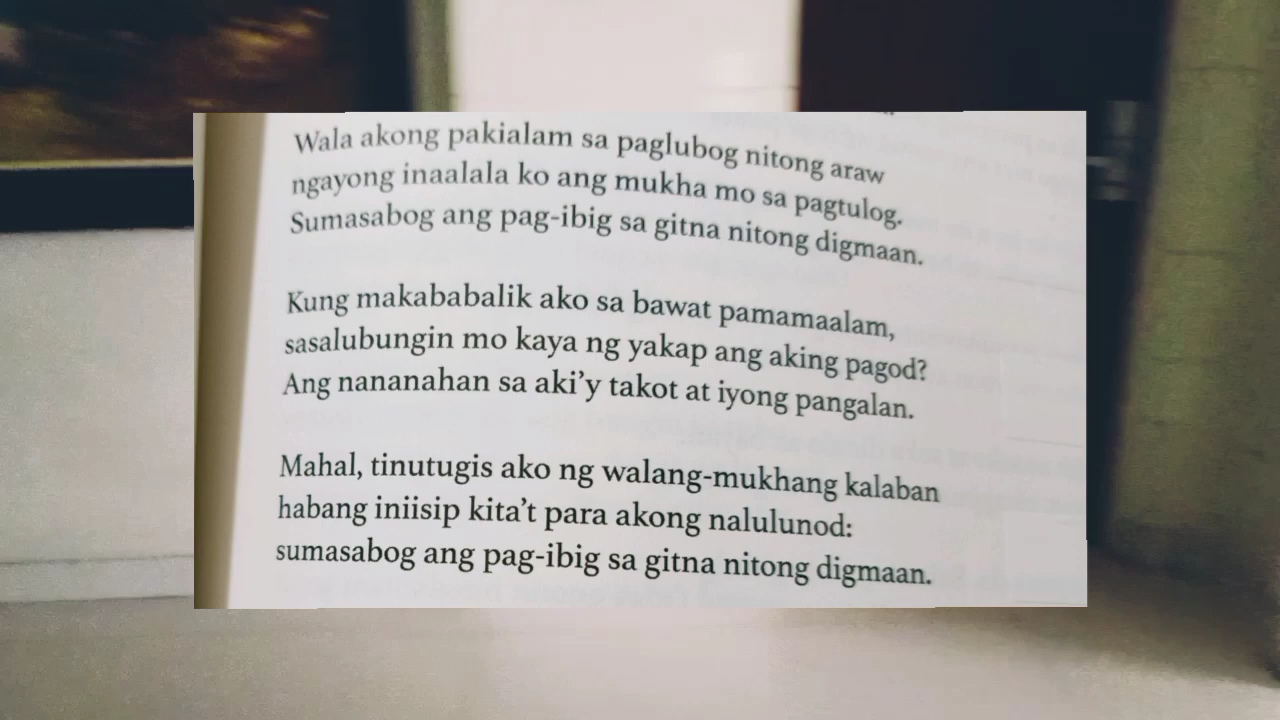 Wala akong pakialam sa paglubog nitong araw
ngayong inaalala ko ang mukha mo sa pagtulog.
Sumasabog ang pag-ibig sa gitna nitong digmaan.
Kung makababalik ako sa bawat pamamaalam,
sasalubungin mo kaya ng yakap ang aking pagod?
Ang nananahan sa aki’y takot at iyong pangalan.
Mahal, tinutugis ako ng walang-mukhang kalaban
habang iniisip kita’t para akong nalulunod:
sumasabog ang pag-ibig sa gitna nitong digmaan.